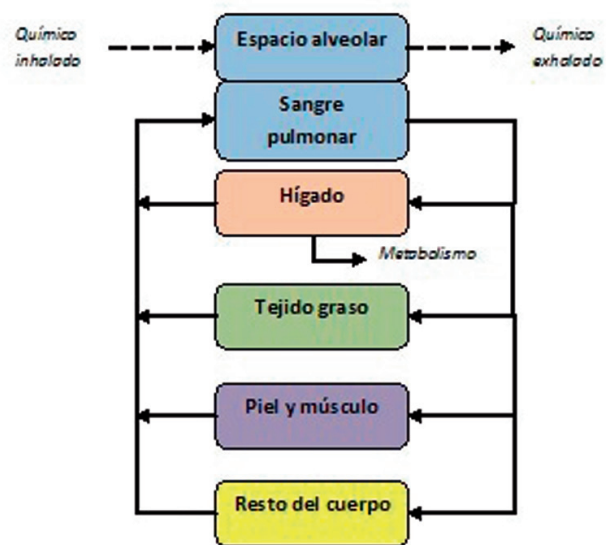 Químico
inhalado
Espacio alveolar
Químico
exhalado
Sangre
pulmonar
Hígado
Metabolismo
Tejido graso
Piel y músculo
Resto del cuerpo